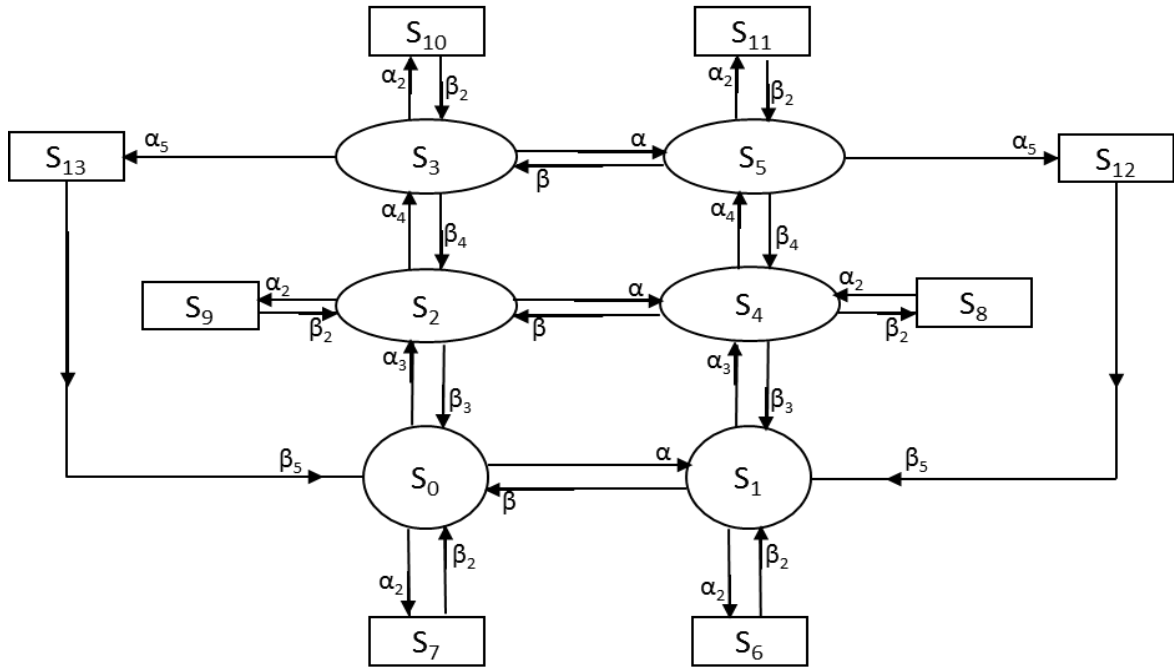 S₁₀ S₁₁
α₂ β₂ α₂ β₂
S₁₃ α₅ S₃ α S₅ α₅ S₁₂
β
α₄ β₄ α₄ β₄
S₉ α₂ S₂ α S₄ α₂ S₈
β₂ β β₂
α₃ β₃ α₃ β₃
β₅ S₀ α S₁ β₅
β
α₂ β₂ α₂ β₂
S₇ S₆